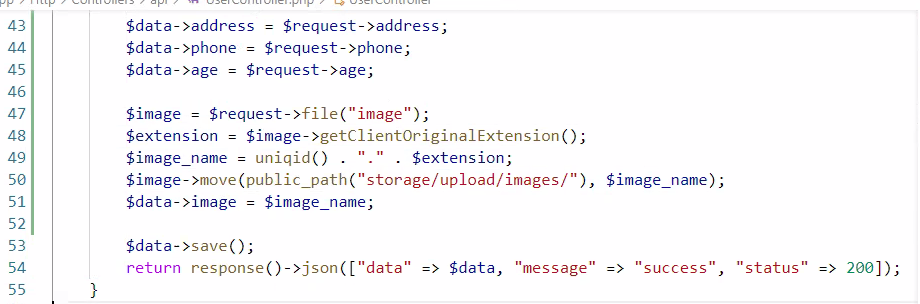 app > Http > Controllers > api > UserController.php > UserController
43 $data->address = $request->address;
44 $data->phone = $request->phone;
45 $data->age = $request->age;
46
47 $image = $request->file("image");
48 $extension = $image->getClientOriginalExtension();
49 $image_name = uniqid() . "." . $extension;
50 $image->move(public_path("storage/upload/images/"), $image_name);
51 $data->image = $image_name;
52
53 $data->save();
54 return response()->json(["data" => $data, "message" => "success", "status" => 200]);
55 }